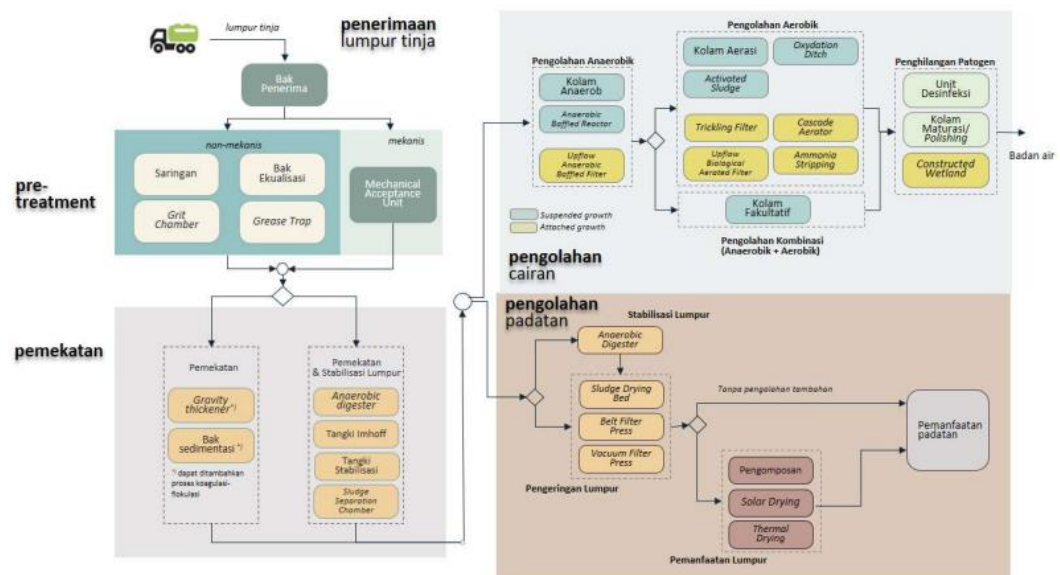 penerimaan
lumpur tinja
lumpur tinja
Bak
Penerima
pre-
treatment
non-mekanis
mekanis
Saringan
Bak
Ekualisasi
Grit
Chamber
Grease Trap
Mechanical
Acceptance
Unit
pemekatan
Pemekatan
Gravity
thickener*)
Bak
sedimentasi *)
*) dapat ditambahkan
proses koagulasi-
flokulasi
Pemekatan
& Stabilisasi Lumpur
Anaerobic
digester
Tangki Imhoff
Tangki
Stabilisasi
Sludge
Separation
Chamber
Pengolahan Anaerobik
Kolam
Anaerob
Anaerobic
Baffled Reactor
Upflow
Anaerobic
Baffled Filter
Suspended growth
Attached growth
pengolahan
cairan
Pengolahan Aerobik
Kolam Aerasi
Oxydation
Ditch
Activated
Sludge
Trickling Filter
Cascade
Aerator
Upflow
Biological
Aerated Filter
Ammonia
Stripping
Kolam
Fakultatif
Pengolahan Kombinasi
(Anaerobik + Aerobik)
Penghilangan Patogen
Unit
Desinfeksi
Kolam
Maturasi/
Polishing
Constructed
Wetland
Badan air
pengolahan
padatan
Stabilisasi Lumpur
Anaerobic
Digester
Sludge Drying
Bed
Belt Filter
Press
Vacuum Filter
Press
Pengeringan Lumpur
Tanpa pengolahan tambahan
Pengomposan
Solar Drying
Thermal
Drying
Pemanfaatan Lumpur
Pemanfaatan
padatan